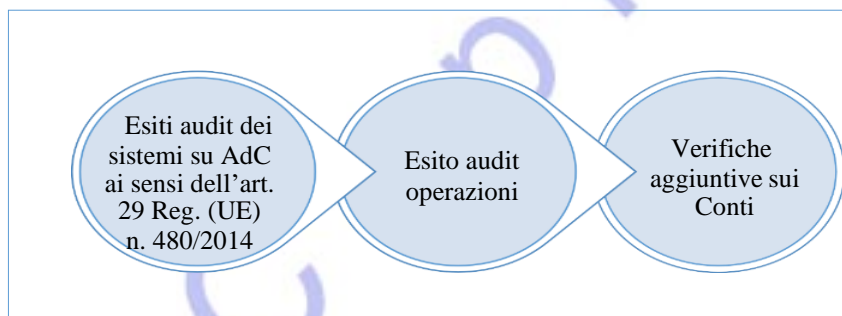 Esiti audit dei
sistemi su AdC
ai sensi dell’art.
29 Reg. (UE)
n. 480/2014
Esito audit
operazioni
Verifiche
aggiuntive sui
Conti